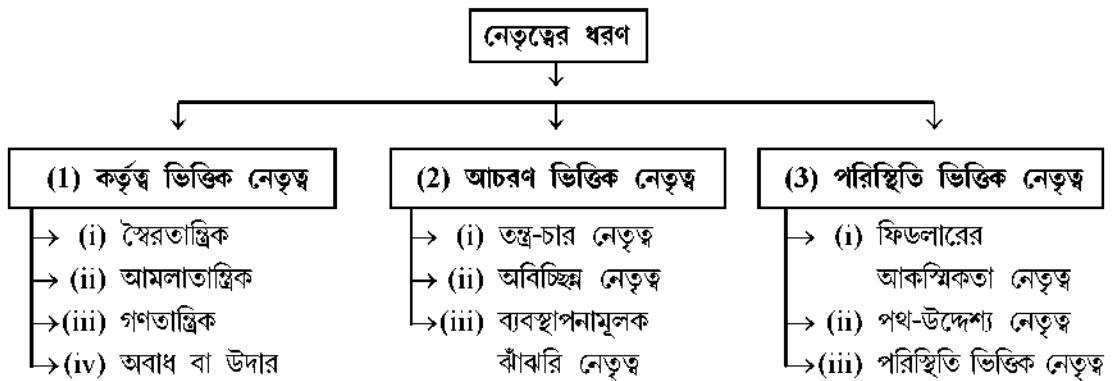 নেতৃত্বের ধরণ
(1) কর্তৃত্ব ভিত্তিক নেতৃত্ব
(i) স্বৈরতান্ত্রিক
(ii) আমলাতান্ত্রিক
(iii) গণতান্ত্রিক
(iv) অবাধ বা উদার
(2) আচরণ ভিত্তিক নেতৃত্ব
(i) তন্ত্র-চার নেতৃত্ব
(ii) অবিচ্ছিন্ন নেতৃত্ব
(iii) ব্যবস্থাপনামূলক
ঝাঁঝরি নেতৃত্ব
(3) পরিস্থিতি ভিত্তিক নেতৃত্ব
(i) ফিডলারের
আকস্মিকতা নেতৃত্ব
(ii) পথ-উদ্দেশ্য নেতৃত্ব
(iii) পরিস্থিতি ভিত্তিক নেতৃত্ব